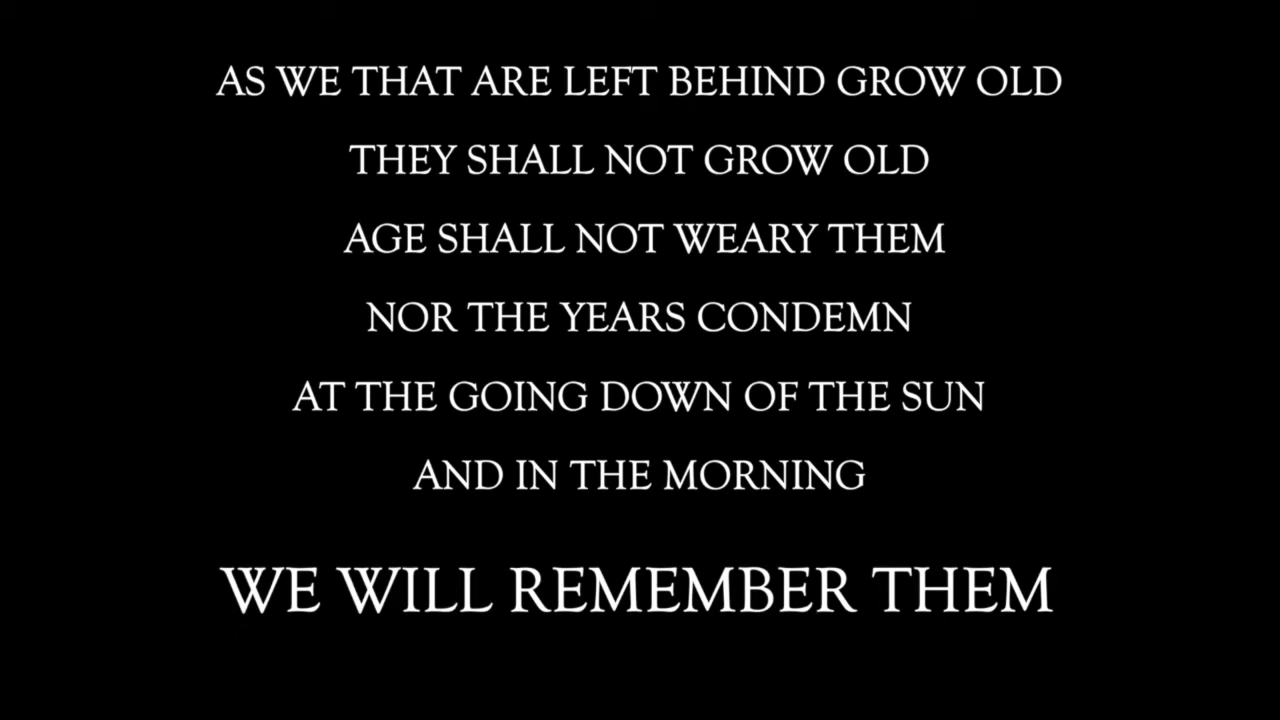 AS WE THAT ARE LEFT BEHIND GROW OLD
THEY SHALL NOT GROW OLD
AGE SHALL NOT WEARY THEM
NOR THE YEARS CONDEMN
AT THE GOING DOWN OF THE SUN
AND IN THE MORNING
WE WILL REMEMBER THEM